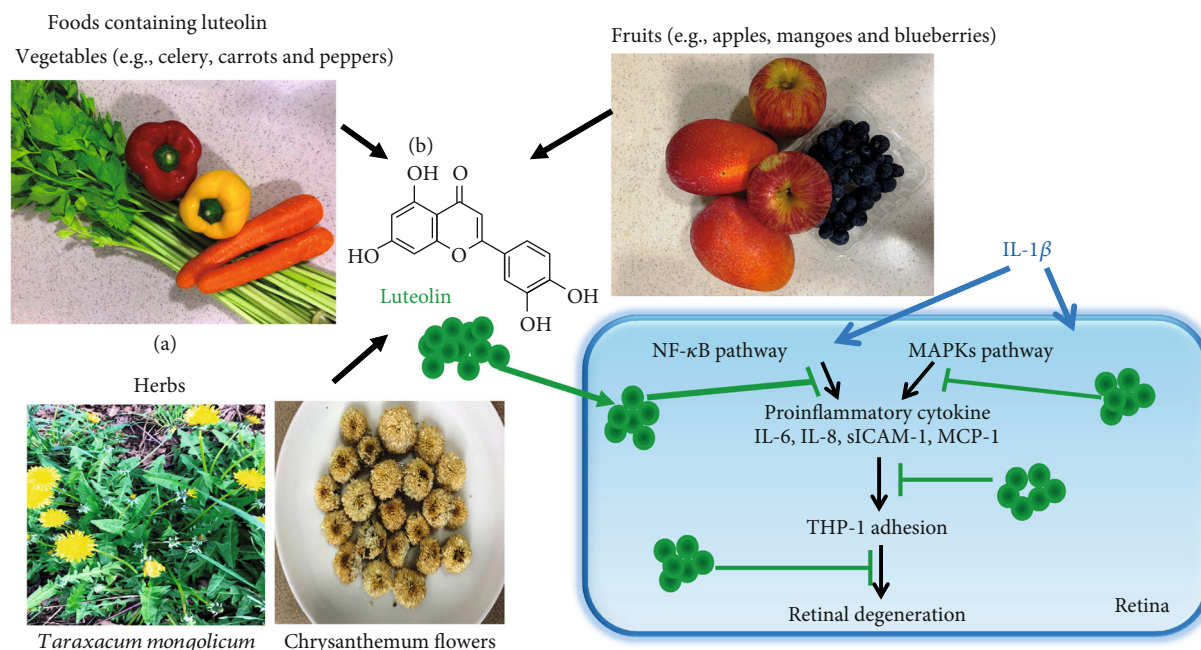 Foods containing luteolin
Vegetables (e.g., celery, carrots and peppers)
Fruits (e.g., apples, mangoes and blueberries)
(b)
OH
O
HO
O
OH
OH
Luteolin
(a)
Herbs
Taraxacum mongolicum
Chrysanthemum flowers
IL-1β
NF-κB pathway
MAPKs pathway
Proinflammatory cytokine
IL-6, IL-8, sICAM-1, MCP-1
THP-1 adhesion
Retinal degeneration
Retina